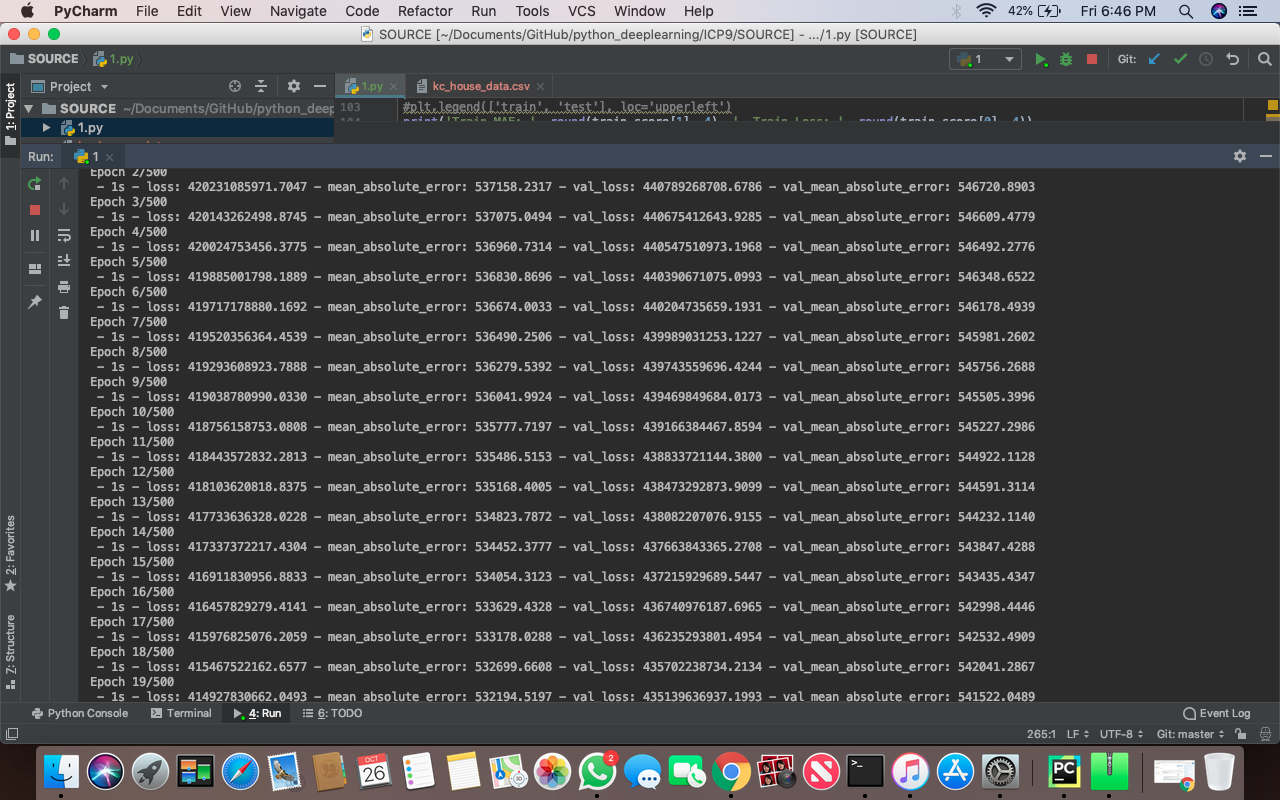 PyCharm File Edit View Navigate Code Refactor Run Tools VCS Window Help 42% Fri 6:46 PM
SOURCE [~/Documents/GitHub/python_deeplearning/ICP9/SOURCE] - .../1.py [SOURCE]
SOURCE 1.py 1 Git:
1: Project
Project 1.py kc_house_data.csv
SOURCE ~/Documents/GitHub/python_deep
1.py
103 #plt.legend(['train', 'test'], loc='upperleft')
104 print('Train MAE: ', round(train_score[1], 4), ', Train Loss: ', round(train_score[0], 4))
Run: 1
Epoch 2/500
- 1s - loss: 420231085971.7047 - mean_absolute_error: 537158.2317 - val_loss: 440789268708.6786 - val_mean_absolute_error: 546720.8903
Epoch 3/500
- 1s - loss: 420143262498.8745 - mean_absolute_error: 537075.0494 - val_loss: 440675412643.9285 - val_mean_absolute_error: 546609.4779
Epoch 4/500
- 1s - loss: 420024753456.3775 - mean_absolute_error: 536960.7314 - val_loss: 440547510973.1968 - val_mean_absolute_error: 546492.2776
Epoch 5/500
- 1s - loss: 419885001798.1889 - mean_absolute_error: 536830.8696 - val_loss: 440390671075.0993 - val_mean_absolute_error: 546348.6522
Epoch 6/500
- 1s - loss: 419717178880.1692 - mean_absolute_error: 536674.0033 - val_loss: 440204735659.1931 - val_mean_absolute_error: 546178.4939
Epoch 7/500
- 1s - loss: 419520356364.4539 - mean_absolute_error: 536490.2506 - val_loss: 439989031253.1227 - val_mean_absolute_error: 545981.2602
Epoch 8/500
- 1s - loss: 419293608923.7888 - mean_absolute_error: 536279.5392 - val_loss: 439743559696.4244 - val_mean_absolute_error: 545756.2688
Epoch 9/500
- 1s - loss: 419038780990.0330 - mean_absolute_error: 536041.9924 - val_loss: 439469849684.0173 - val_mean_absolute_error: 545505.3996
Epoch 10/500
- 1s - loss: 418756158753.0808 - mean_absolute_error: 535777.7197 - val_loss: 439166384467.8594 - val_mean_absolute_error: 545227.2986
Epoch 11/500
- 1s - loss: 418443572832.2813 - mean_absolute_error: 535486.5153 - val_loss: 438833721144.3800 - val_mean_absolute_error: 544922.1128
Epoch 12/500
- 1s - loss: 418103620818.8375 - mean_absolute_error: 535168.4005 - val_loss: 438473292873.9099 - val_mean_absolute_error: 544591.3114
Epoch 13/500
- 1s - loss: 417733636328.0228 - mean_absolute_error: 534823.7872 - val_loss: 438082207076.9155 - val_mean_absolute_error: 544232.1140
Epoch 14/500
- 1s - loss: 417337372217.4304 - mean_absolute_error: 534452.3777 - val_loss: 437663843365.2708 - val_mean_absolute_error: 543847.4288
Epoch 15/500
- 1s - loss: 416911830956.8833 - mean_absolute_error: 534054.3123 - val_loss: 437215929689.5447 - val_mean_absolute_error: 543435.4347
Epoch 16/500
- 1s - loss: 416457829279.4141 - mean_absolute_error: 533629.4328 - val_loss: 436740976187.6965 - val_mean_absolute_error: 542998.4446
Epoch 17/500
- 1s - loss: 415976825076.2059 - mean_absolute_error: 533178.0288 - val_loss: 436235293801.4954 - val_mean_absolute_error: 542532.4909
Epoch 18/500
- 1s - loss: 415467522162.6577 - mean_absolute_error: 532699.6608 - val_loss: 435702238734.2134 - val_mean_absolute_error: 542041.2867
Epoch 19/500
- 1s - loss: 414927830662.0493 - mean_absolute_error: 532194.5197 - val_loss: 435139636937.1993 - val_mean_absolute_error: 541522.0489
2: Favorites
7: Structure
Python Console Terminal 4: Run 6: TODO Event Log
265:1 LF UTF-8 Git: master
OCT
26
2
PC